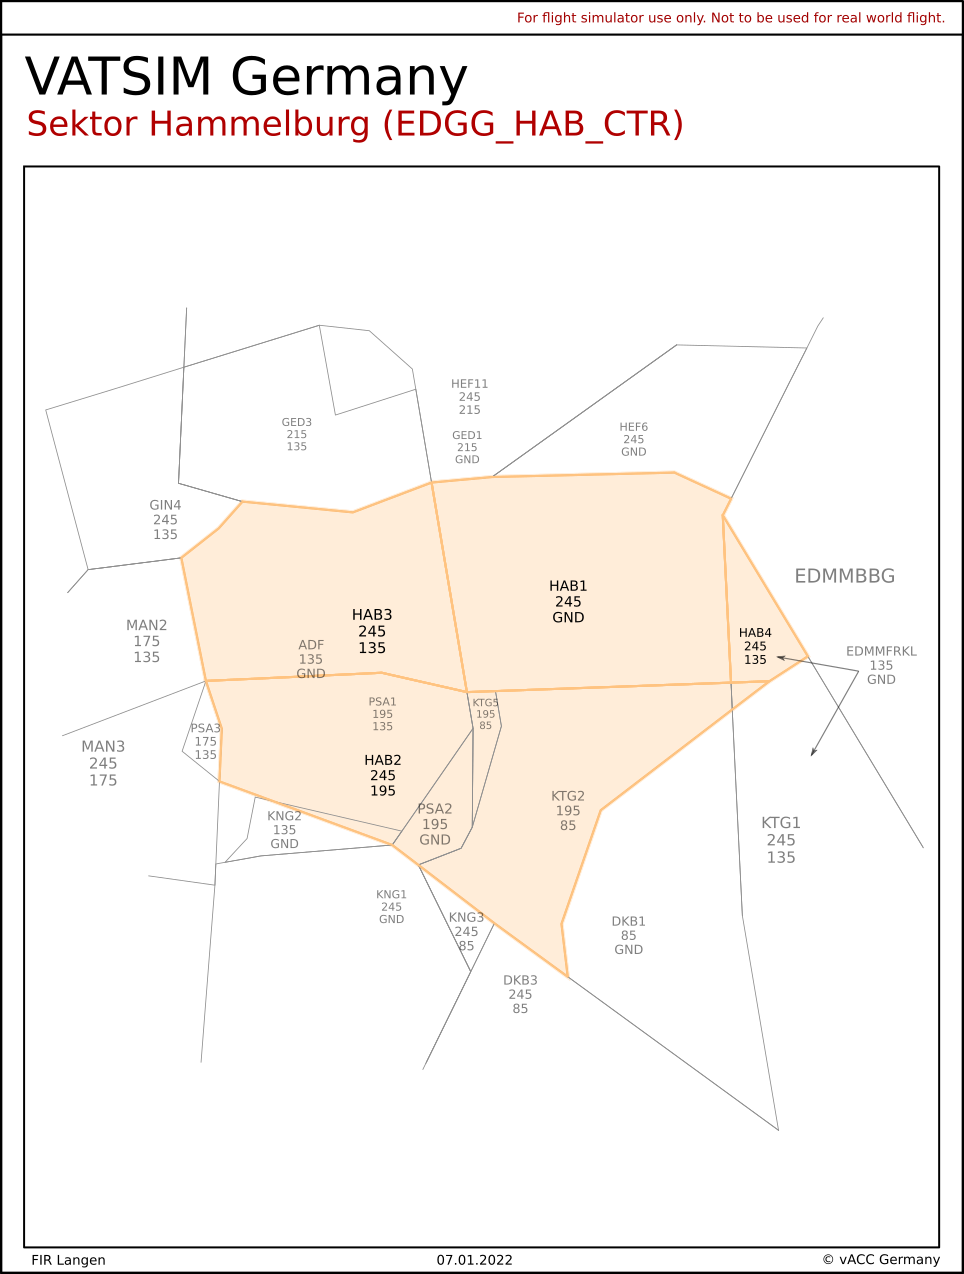 For flight simulator use only. Not to be used for real world flight.
VATSIM Germany
Sektor Hammelburg (EDGG_HAB_CTR)
HEF11
245
215
GED3
215
135
GED1
215
GND
HEF6
245
GND
GIN4
245
135
EDMMBBG
HAB1
245
GND
HAB3
245
135
MAN2
175
135
HAB4
245
135
ADF
135
GND
EDMMFRKL
135
GND
PSA1
195
135
KTG5
195
85
PSA3
175
135
MAN3
245
175
HAB2
245
195
KTG2
195
85
PSA2
195
GND
KNG2
135
GND
KTG1
245
135
KNG1
245
GND
KNG3
245
85
DKB1
85
GND
DKB3
245
85
FIR Langen
07.01.2022
© vACC Germany